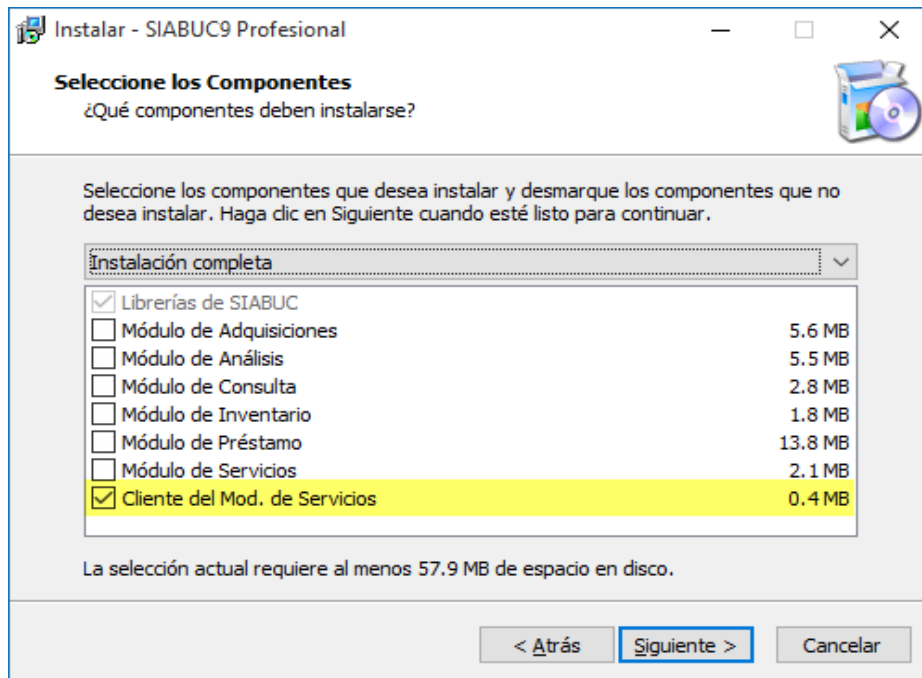 Instalar - SIABUC9 Profesional
Seleccione los Componentes
¿Qué componentes deben instalarse?
Seleccione los componentes que desea instalar y desmarque los componentes que no
desea instalar. Haga clic en Siguiente cuando esté listo para continuar.
Instalación completa
Librerías de SIABUC
Módulo de Adquisiciones 5.6 MB
Módulo de Análisis 5.5 MB
Módulo de Consulta 2.8 MB
Módulo de Inventario 1.8 MB
Módulo de Préstamo 13.8 MB
Módulo de Servicios 2.1 MB
Cliente del Mod. de Servicios 0.4 MB
La selección actual requiere al menos 57.9 MB de espacio en disco.
< Atrás Siguiente > Cancelar